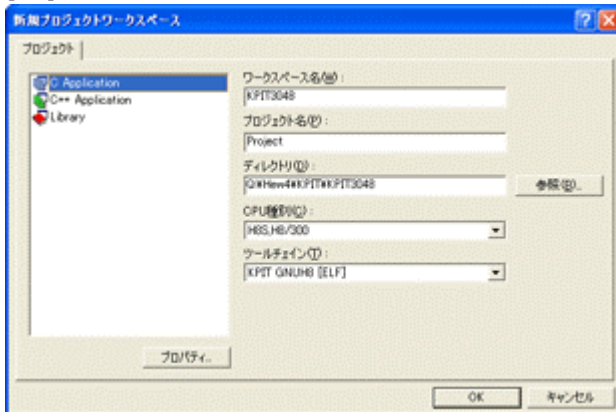 新規プロジェクトワークスペース
プロジェクト
C Application
C++ Application
Library
ワークスペース名(W):
KPIT3048
プロジェクト名(P):
Project
ディレクトリ(D):
Q:¥Hew4¥KPIT¥KPIT3048
参照(B)...
CPU種別(C):
H8S,H8/300
ツールチェイン(T):
KPIT GNUH8 [ELF]
プロパティ...
OK
キャンセル